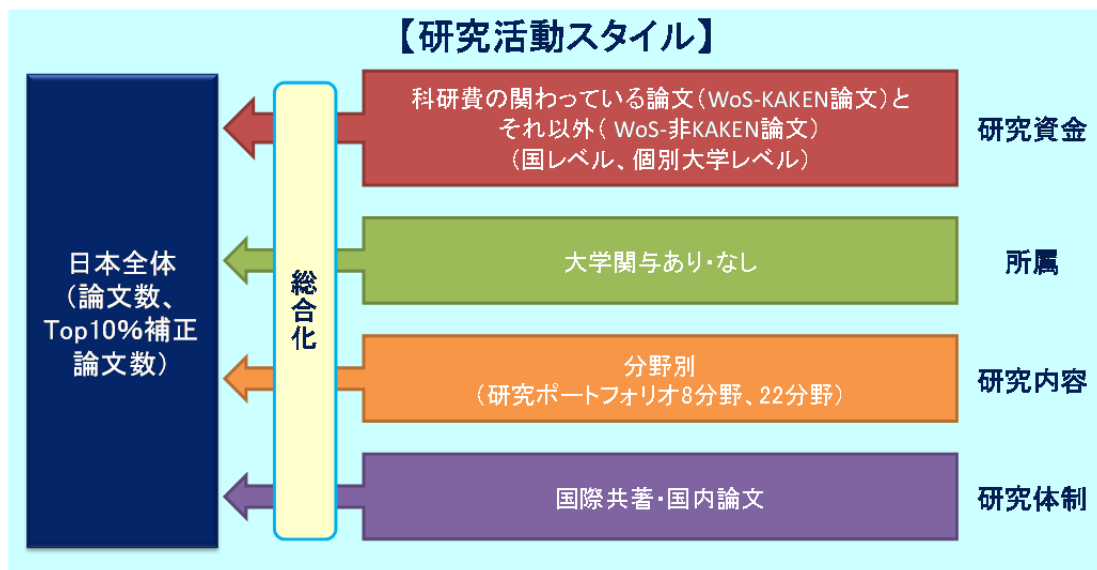 【研究活動スタイル】
日本全体
（論文数、
Top10%補正
論文数）
総合化
科研費の関わっている論文（WoS-KAKEN論文）と
それ以外（ WoS-非KAKEN論文）
（国レベル、個別大学レベル）
研究資金
大学関与あり・なし
所属
分野別
（研究ポートフォリオ8分野、22分野）
研究内容
国際共著・国内論文
研究体制